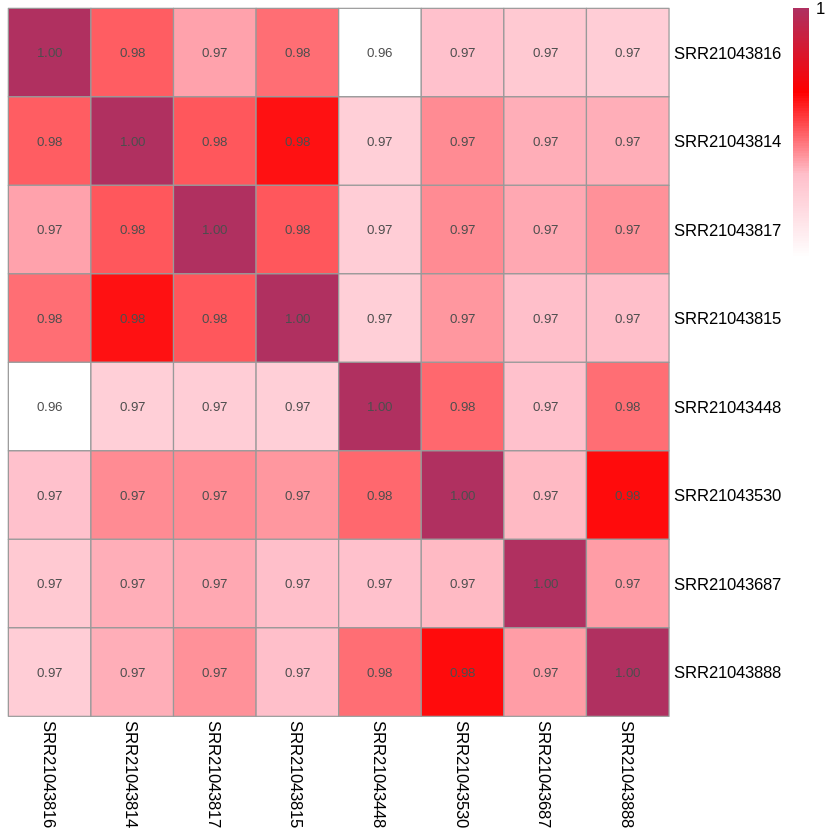 1
1.00 0.98 0.97 0.98 0.96 0.97 0.97 0.97 SRR21043816
0.98 1.00 0.98 0.98 0.97 0.97 0.97 0.97 SRR21043814
0.97 0.98 1.00 0.98 0.97 0.97 0.97 0.97 SRR21043817
0.98 0.98 0.98 1.00 0.97 0.97 0.97 0.97 SRR21043815
0.96 0.97 0.97 0.97 1.00 0.98 0.97 0.98 SRR21043448
0.97 0.97 0.97 0.97 0.98 1.00 0.97 0.98 SRR21043530
0.97 0.97 0.97 0.97 0.97 0.97 1.00 0.97 SRR21043687
0.97 0.97 0.97 0.97 0.98 0.98 0.97 1.00 SRR21043888
SRR21043816
SRR21043814
SRR21043817
SRR21043815
SRR21043448
SRR21043530
SRR21043687
SRR21043888